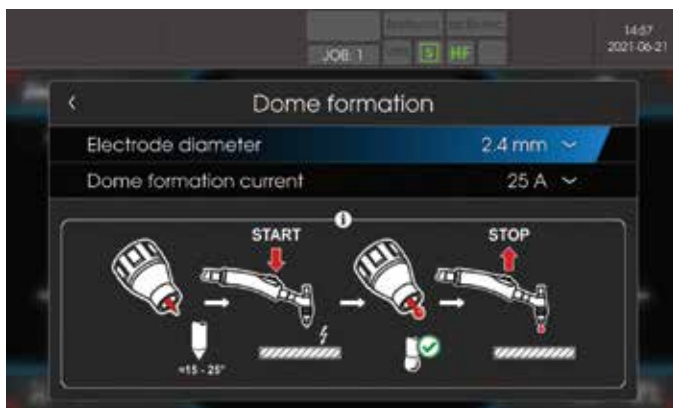 14:57
JOB: 1 S HF
2021-06-21
Dome formation
Electrode diameter 2.4 mm
Dome formation current 25 A
START STOP
≈15 - 25°